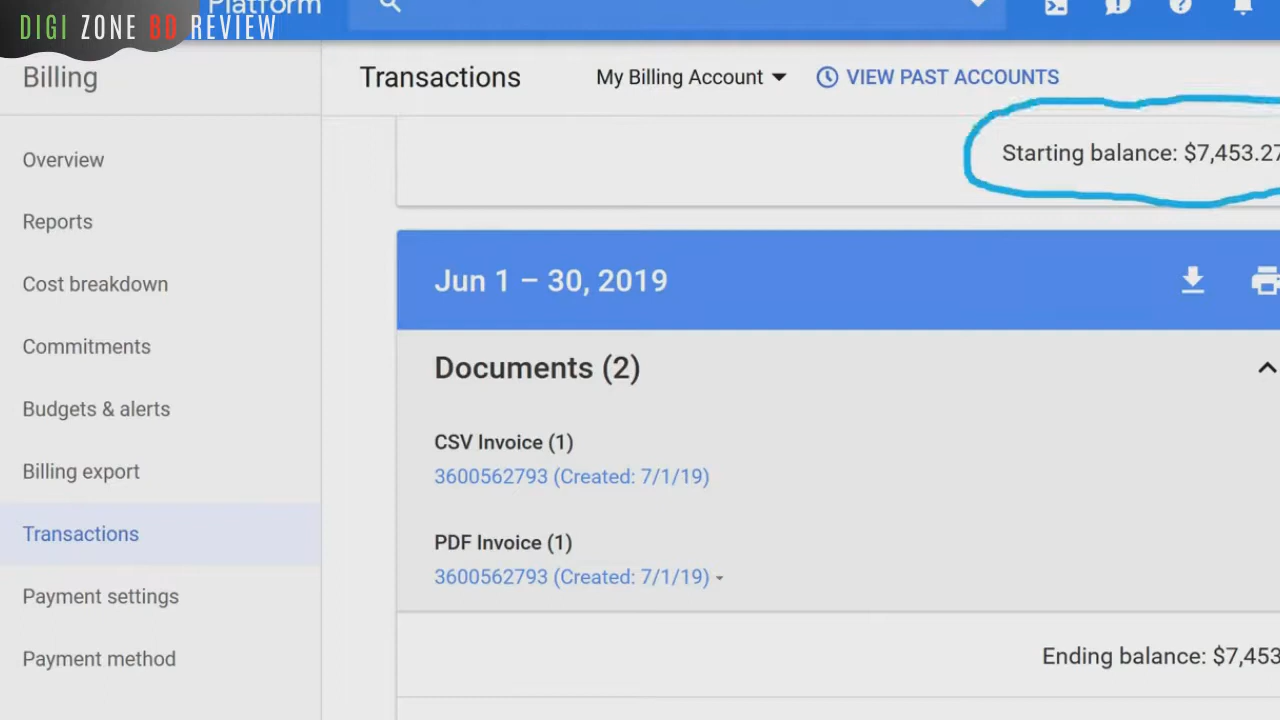 Platform
DIGI ZONE BD REVIEW
Billing
Transactions
My Billing Account
VIEW PAST ACCOUNTS
Starting balance: $7,453.27
Overview
Reports
Cost breakdown
Commitments
Budgets & alerts
Billing export
Transactions
Payment settings
Payment method
Jun 1 – 30, 2019
Documents (2)
CSV Invoice (1)
3600562793 (Created: 7/1/19)
PDF Invoice (1)
3600562793 (Created: 7/1/19)
Ending balance: $7,453